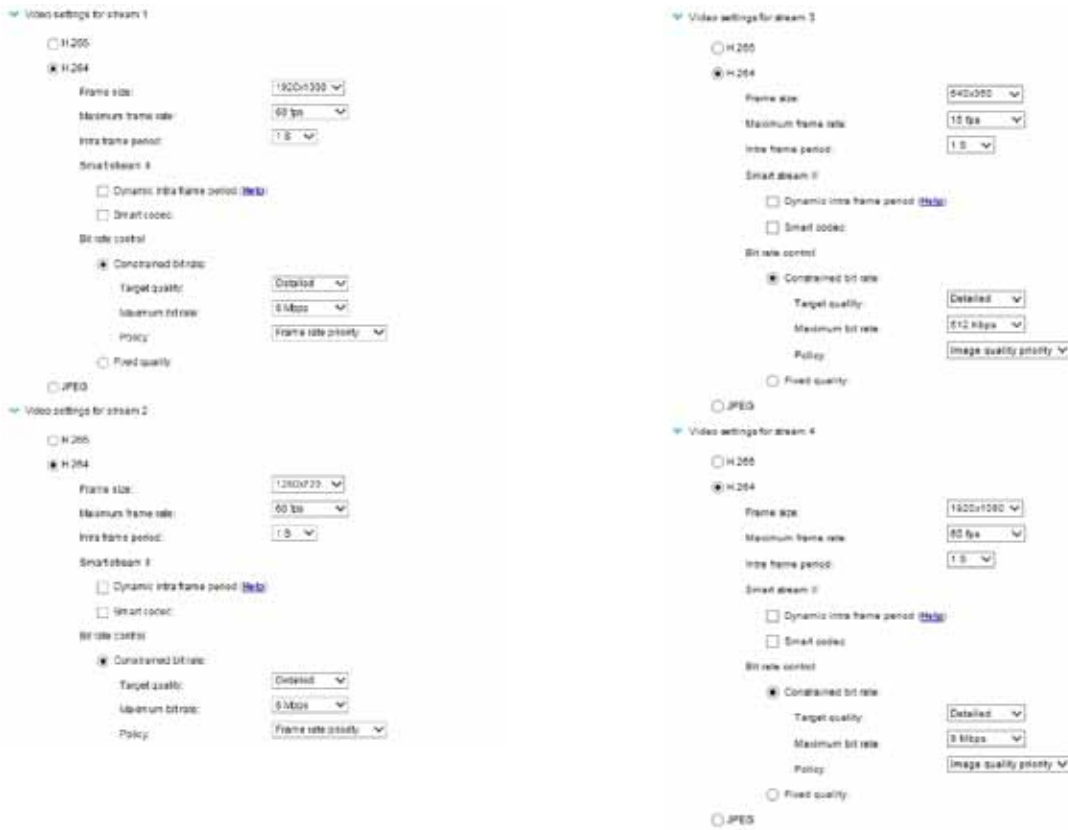 Video settings for stream 1
H.265
H.264
Frame size:
Maximum frame rate:
60 fps
Intra frame period:
1 S
Smart stream II
Dynamic intra frame period (Help)
Smart codec
Bit rate control
Constrained bit rate:
Target quality:
Detailed
Maximum bit rate:
Mbps
Policy:
Frame rate priority
Fixed quality
JPEG
Video settings for stream 2
H.265
H.264
Frame size:
1280x720
Maximum frame rate:
60 fps
Intra frame period:
1 S
Smart stream II
Dynamic intra frame period (Help)
Smart codec
Bit rate control
Constrained bit rate:
Target quality:
Detailed
Maximum bit rate:
6 Mbps
Policy:
Frame rate priority
Video settings for stream 3
H.265
H.264
Frame size:
640x360
Maximum frame rate:
15 fps
Intra frame period:
1 S
Smart stream II
Dynamic intra frame period (Help)
Smart codec
Bit rate control
Constrained bit rate
Target quality
Detailed
Maximum bit rate
512 Kbps
Policy
Image quality priority
Fixed quality
JPEG
Video settings for stream 4
H.265
H.264
Frame size
1920x1080
Maximum frame rate
60 fps
Intra frame period:
1 S
Smart stream II
Dynamic intra frame period (Help)
Smart codec
Bit rate control
Constrained bit rate
Target quality
Detailed
Maximum bit rate
Mbps
Policy
Image quality priority
Fixed quality
JPEG